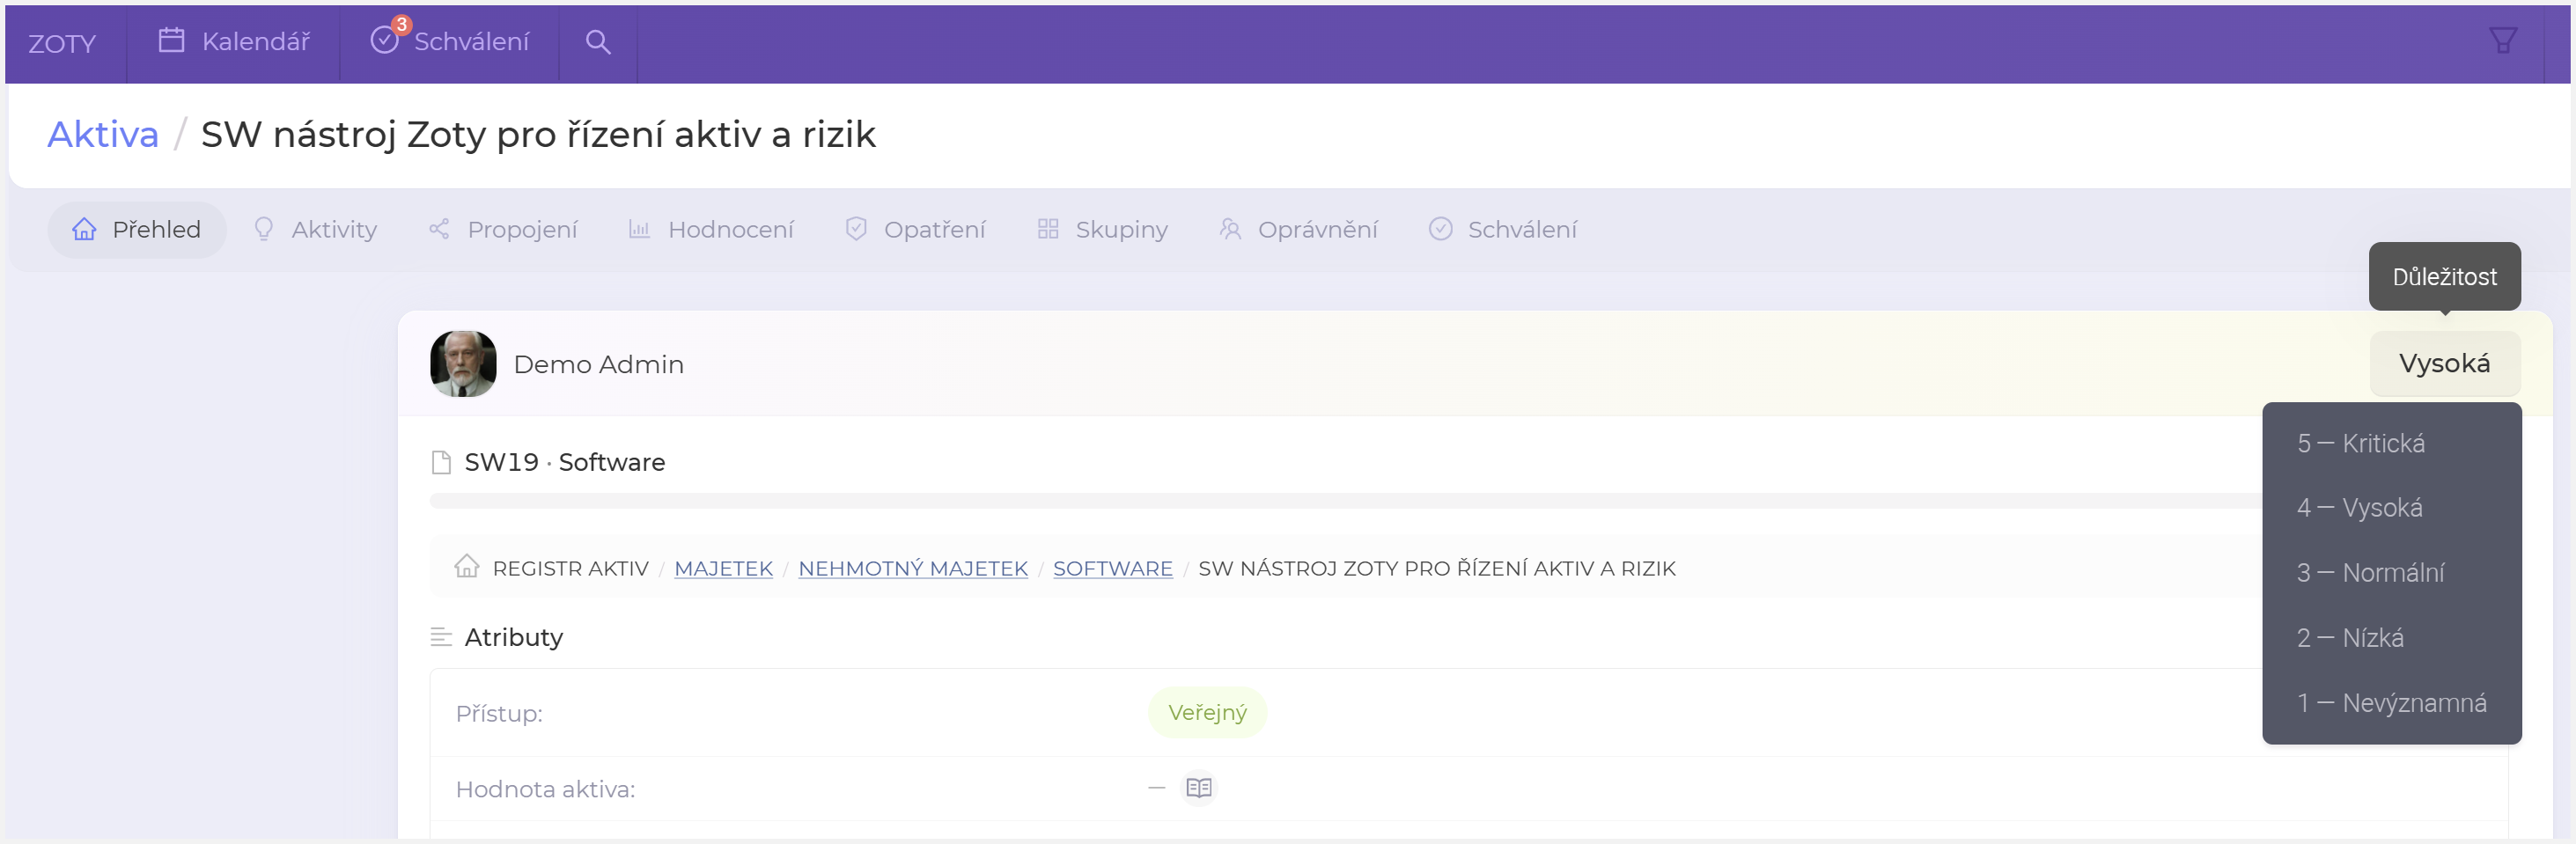 ZOTY Kalendář 3 Schválení
Aktiva / SW nástroj Zoty pro řízení aktiv a rizik
Přehled Aktivity Propojení Hodnocení Opatření Skupiny Oprávnění Schválení
Důležitost
Demo Admin
Vysoká
5 — Kritická
4 — Vysoká
3 — Normální
2 — Nízká
1 — Nevýznamná
SW19 · Software
REGISTR AKTIV / MAJETEK / NEHMOTNÝ MAJETEK / SOFTWARE / SW NÁSTROJ ZOTY PRO ŘÍZENÍ AKTIV A RIZIK
Atributy
Přístup: Veřejný
Hodnota aktiva: —